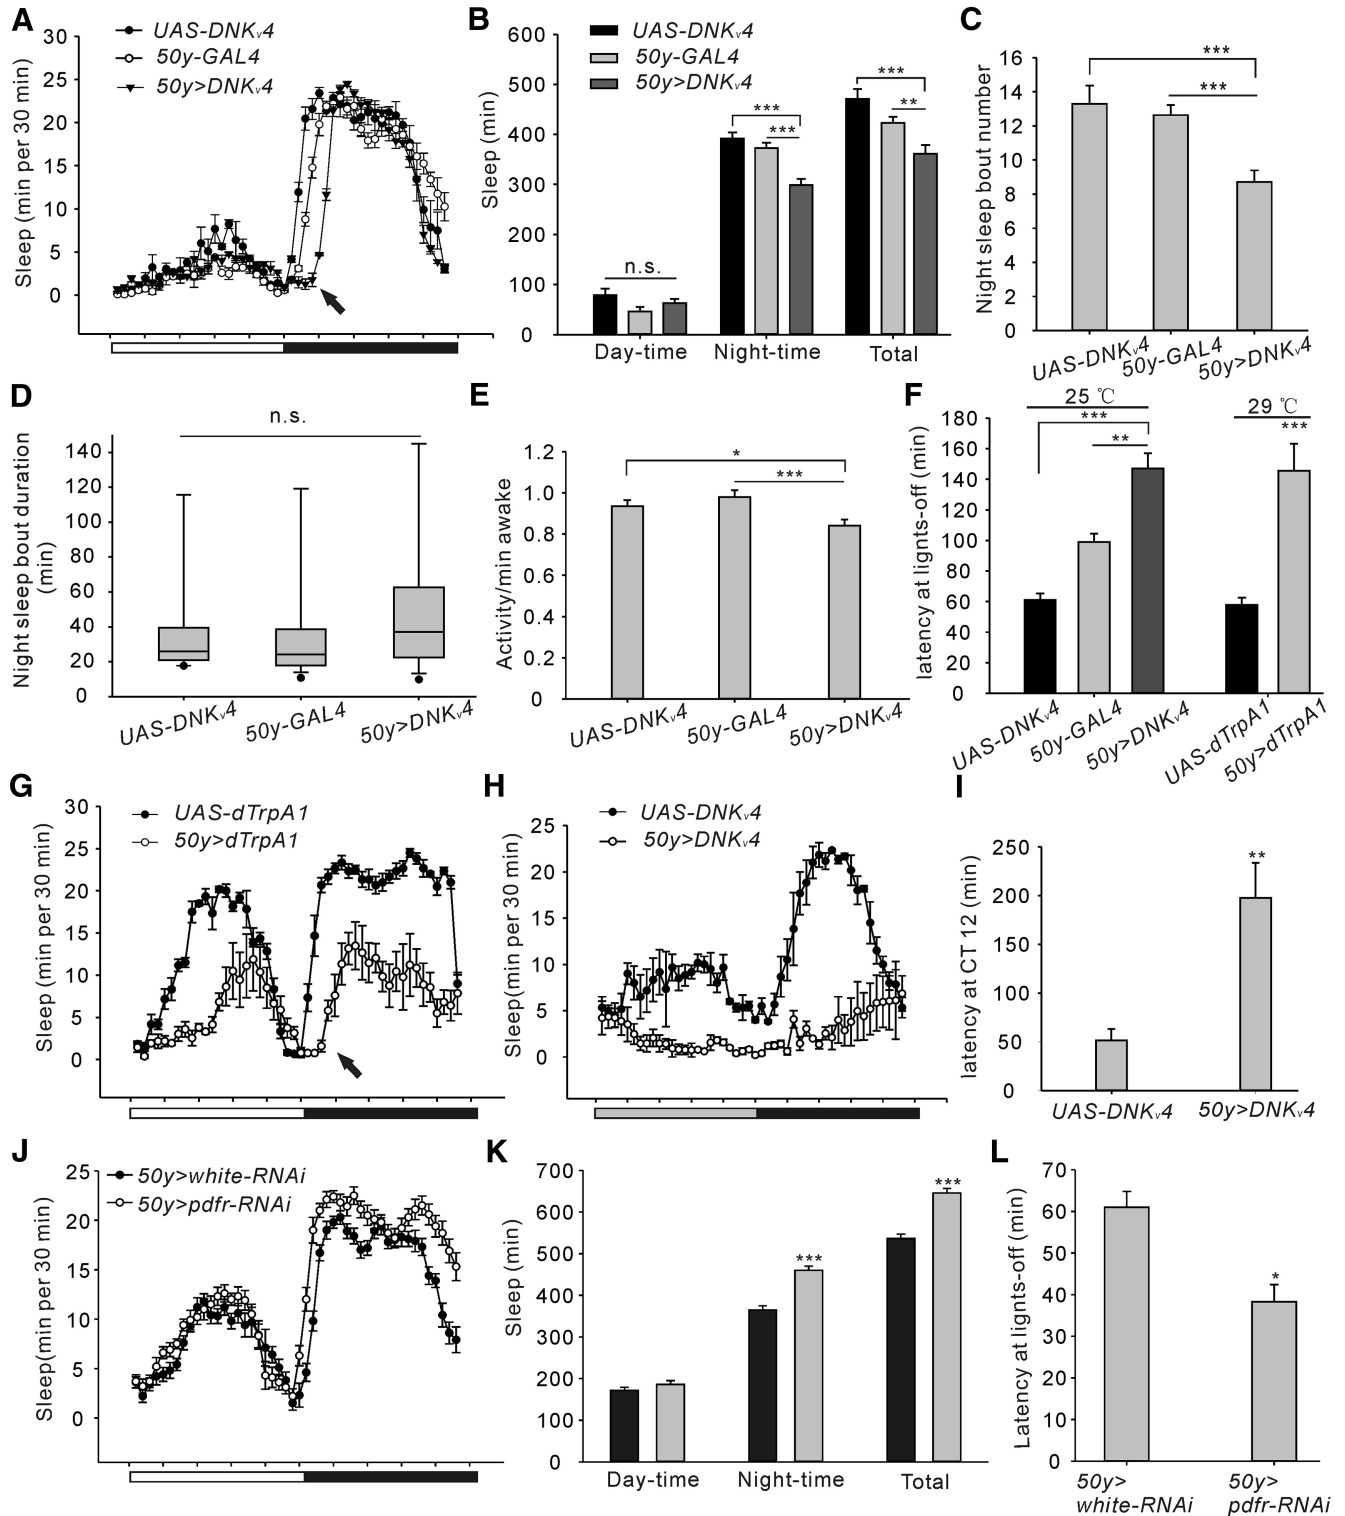 A
UAS-DNKv4
50y-GAL4
50y>DNKv4
Sleep (min per 30 min)
30
25
20
15
10
5
0
B
UAS-DNKv4
50y-GAL4
50y>DNKv4
Sleep (min)
600
500
400
300
200
100
0
n.s.
***
***
***
**
Day-time Night-time Total
C
Night sleep bout number
16
14
12
10
8
6
4
2
0
***
***
UAS-DNKv4 50y-GAL4 50y>DNKv4
D
Night sleep bout duration
(min)
140
120
100
80
60
40
20
0
n.s.
UAS-DNKv4 50y-GAL4 50y>DNKv4
E
Activity/min awake
1.2
1.0
0.8
0.6
0.4
0.2
0
*
***
UAS-DNKv4 50y-GAL4 50y>DNKv4
F
latency at lignts-off (min)
180
160
140
120
100
80
60
40
20
0
25 ℃
***
**
29 ℃
***
UAS-DNKv4 50y-GAL4 50y>DNKv4 UAS-dTrpA1 50y>dTrpA1
G
UAS-dTrpA1
50y>dTrpA1
Sleep (min per 30 min)
30
25
20
15
10
5
0
H
UAS-DNKv4
50y>DNKv4
Sleep(min per 30 min)
25
20
15
10
5
0
I
latency at CT 12 (min)
250
200
150
100
50
0
**
UAS-DNKv4 50y>DNKv4
J
50y>white-RNAi
50y>pdfr-RNAi
Sleep(min per 30 min)
25
20
15
10
5
0
K
Sleep (min)
700
600
500
400
300
200
100
0
***
***
Day-time Night-time Total
L
Latency at lignts-off (min)
70
60
50
40
30
20
10
0
*
50y> 50y>
white-RNAi pdfr-RNAi